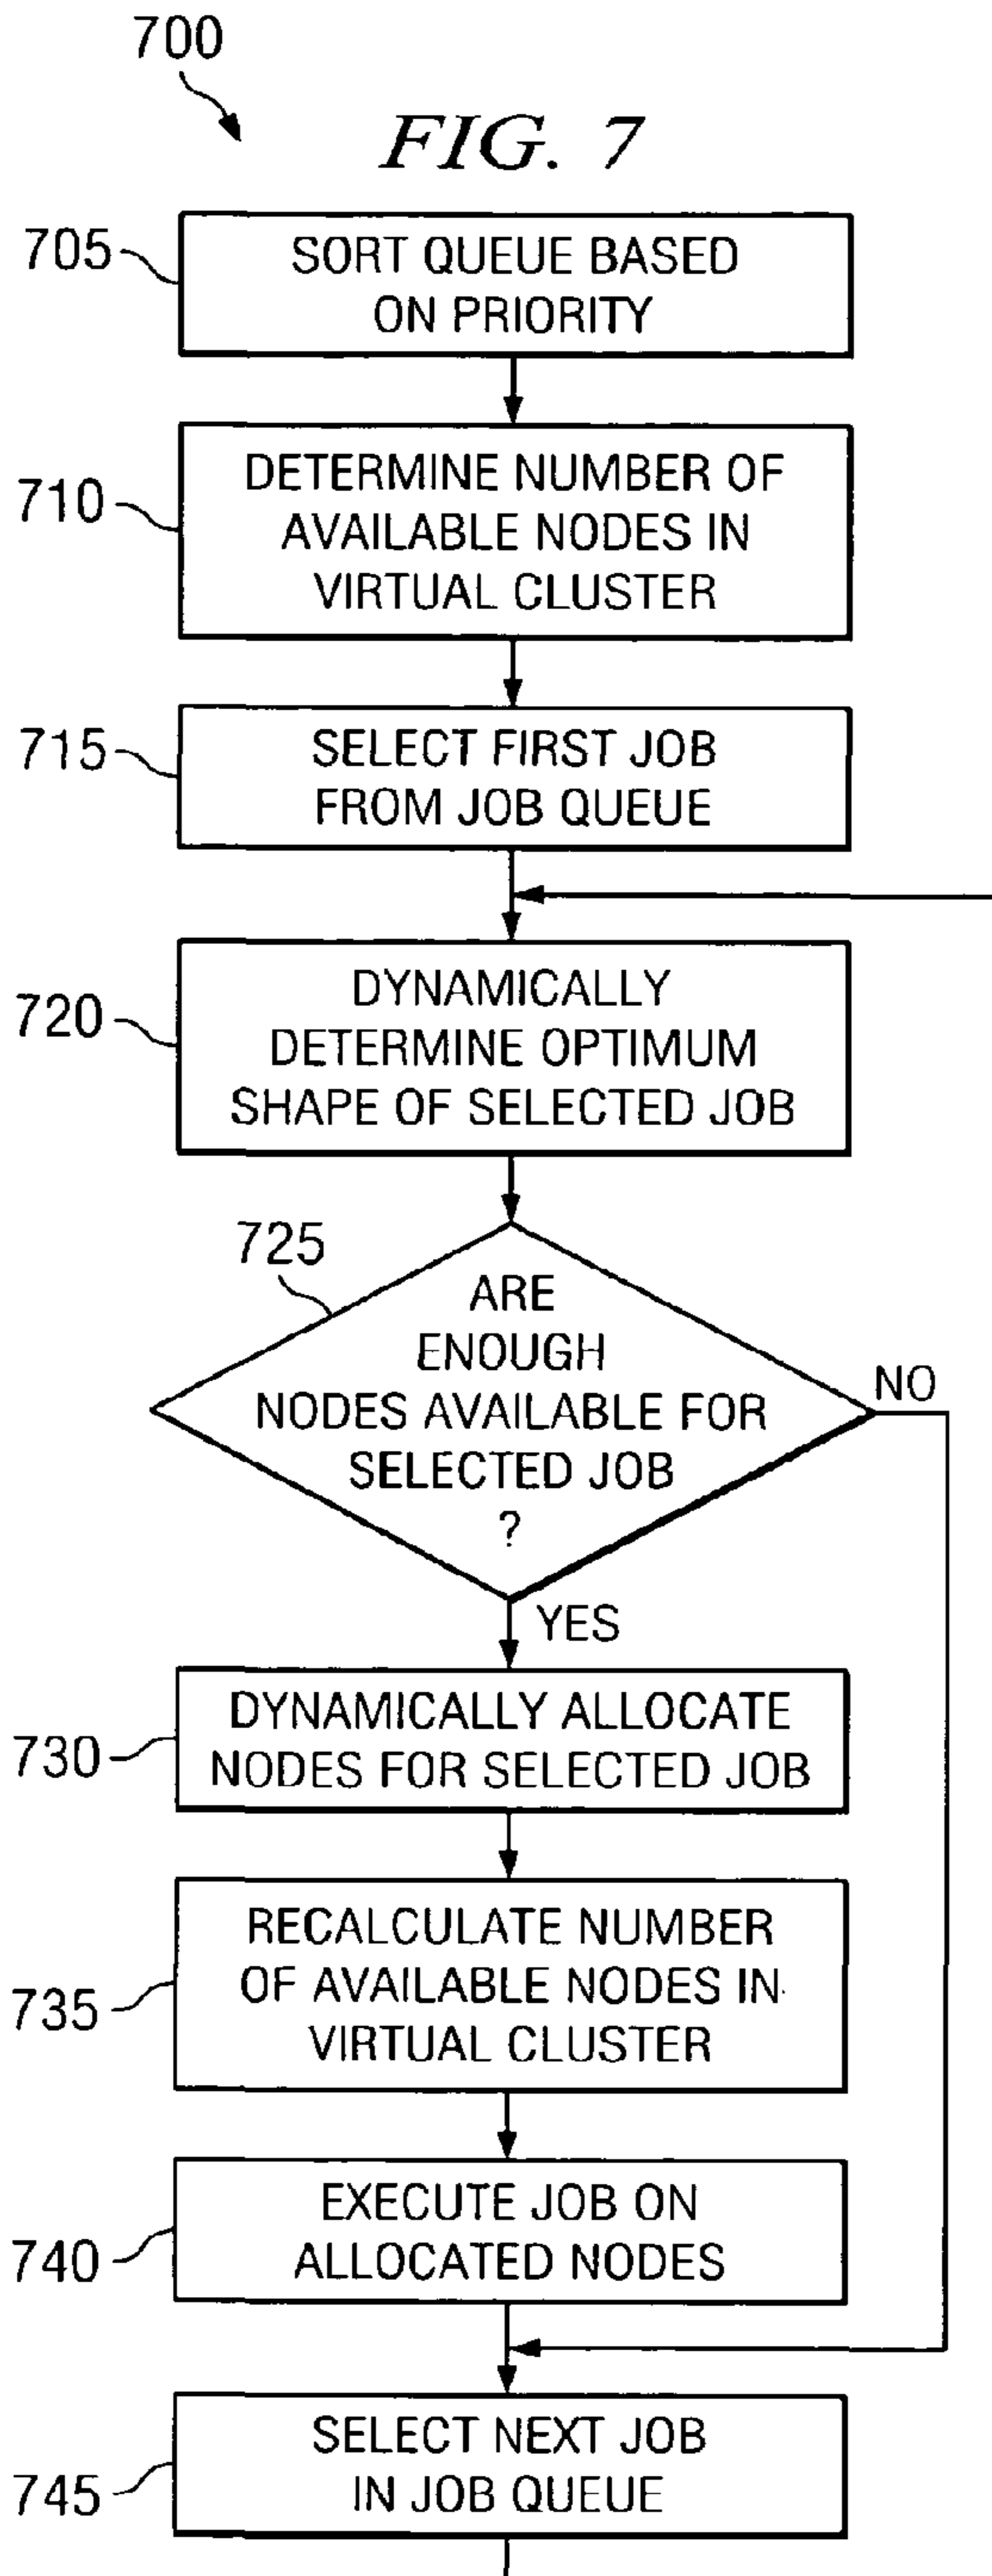 700
FIG. 7
705
SORT QUEUE BASED
ON PRIORITY
710
DETERMINE NUMBER OF
AVAILABLE NODES IN
VIRTUAL CLUSTER
715
SELECT FIRST JOB
FROM JOB QUEUE
720
DYNAMICALLY
DETERMINE OPTIMUM
SHAPE OF SELECTED JOB
725
ARE
ENOUGH
NODES AVAILABLE FOR
SELECTED JOB
?
NO
YES
730
DYNAMICALLY ALLOCATE
NODES FOR SELECTED JOB
735
RECALCULATE NUMBER
OF AVAILABLE NODES IN
VIRTUAL CLUSTER
740
EXECUTE JOB ON
ALLOCATED NODES
745
SELECT NEXT JOB
IN JOB QUEUE